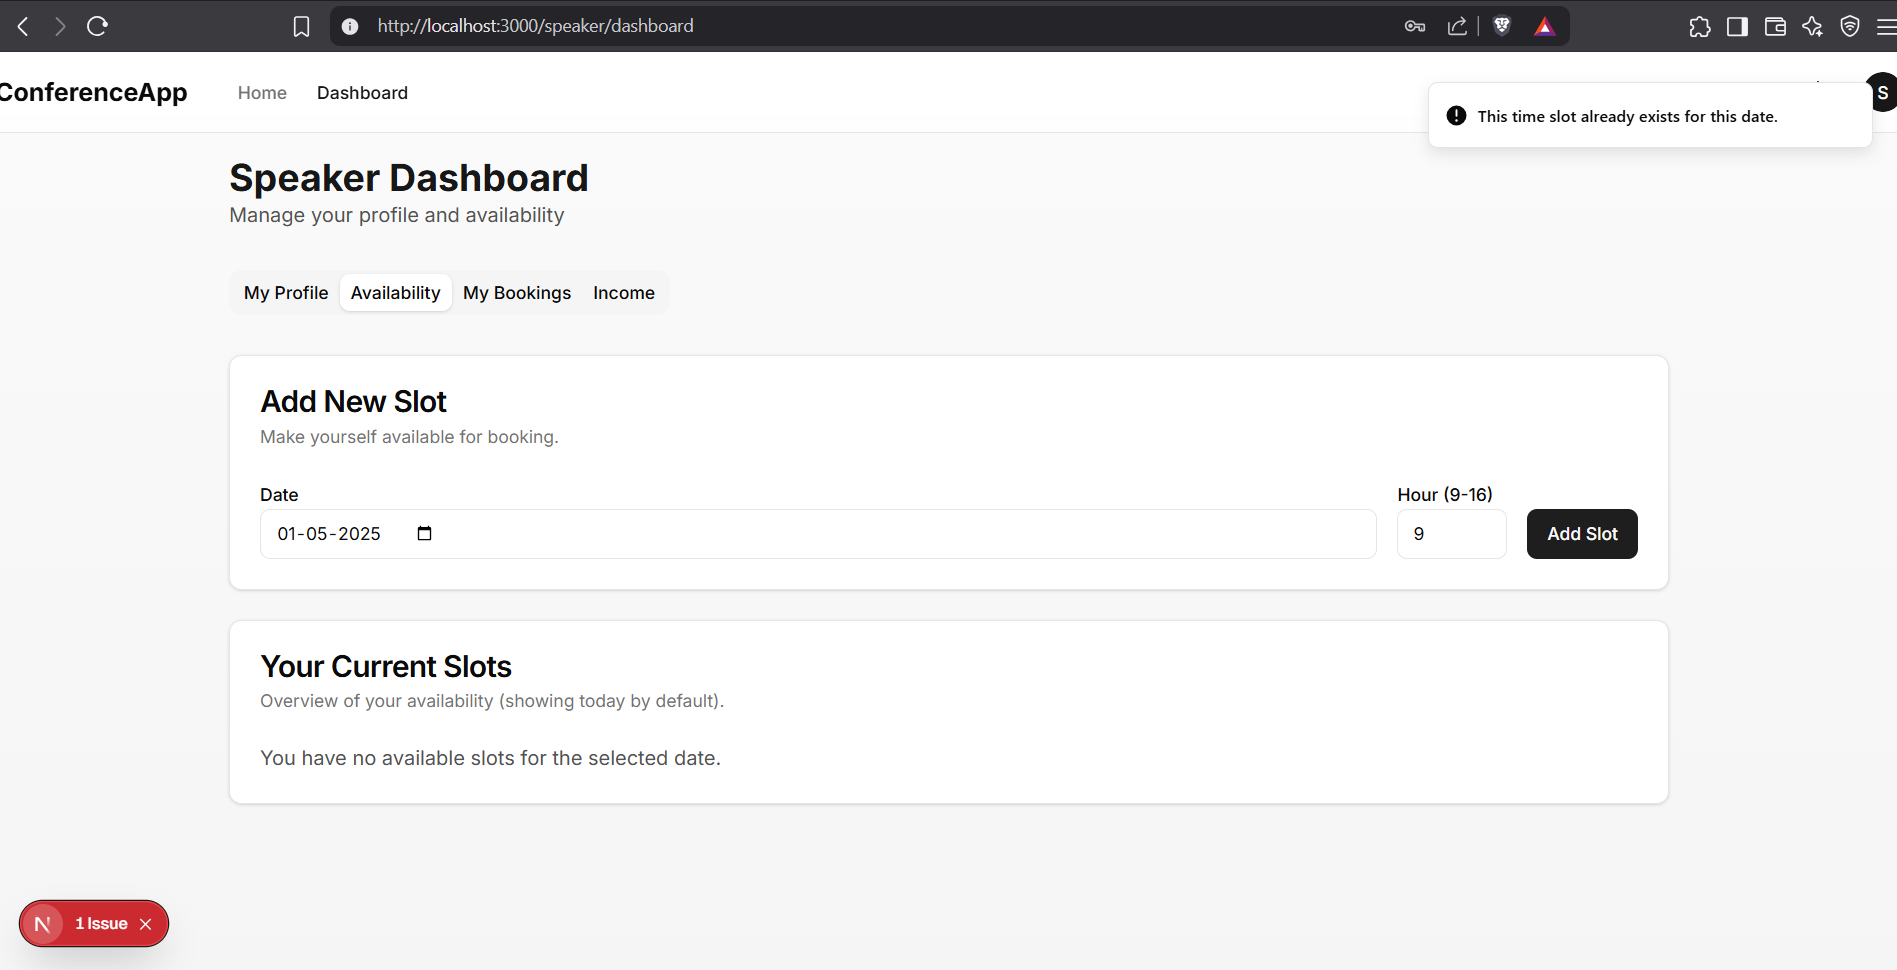 http://localhost:3000/speaker/dashboard
ConferenceApp
Home
Dashboard
S
This time slot already exists for this date.
Speaker Dashboard
Manage your profile and availability
My Profile
Availability
My Bookings
Income
Add New Slot
Make yourself available for booking.
Date
Hour (9-16)
01-05-2025
9
Add Slot
Your Current Slots
Overview of your availability (showing today by default).
You have no available slots for the selected date.
N
1 Issue